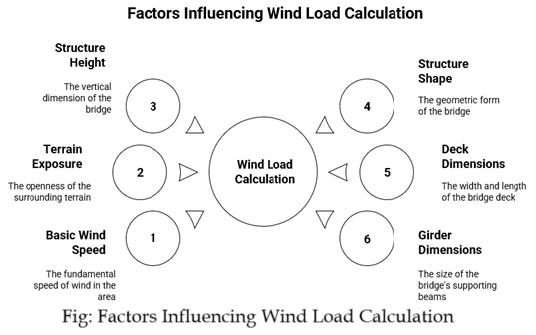 Factors Influencing Wind Load Calculation
Structure
Height
The vertical
dimension of the
bridge
3
Terrain
Exposure
The openness of the
surrounding terrain
2
Basic Wind
Speed
The fundamental
speed of wind in the
area
1
Wind Load
Calculation
4
Structure
Shape
The geometric form
of the bridge
5
Deck
Dimensions
The width and length
of the bridge deck
6
Girder
Dimensions
The size of the
bridge's supporting
beams
Fig: Factors Influencing Wind Load Calculation